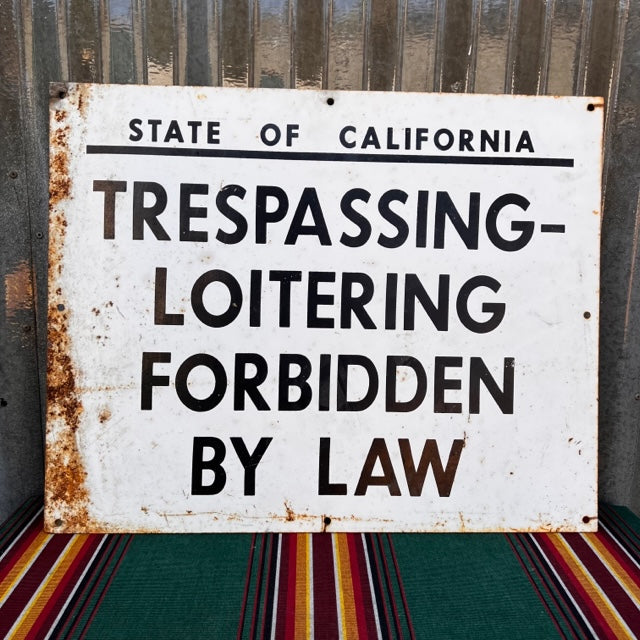 STATE OF CALIFORNIA
TRESPASSING-
LOITERING
FORBIDDEN
BY LAW